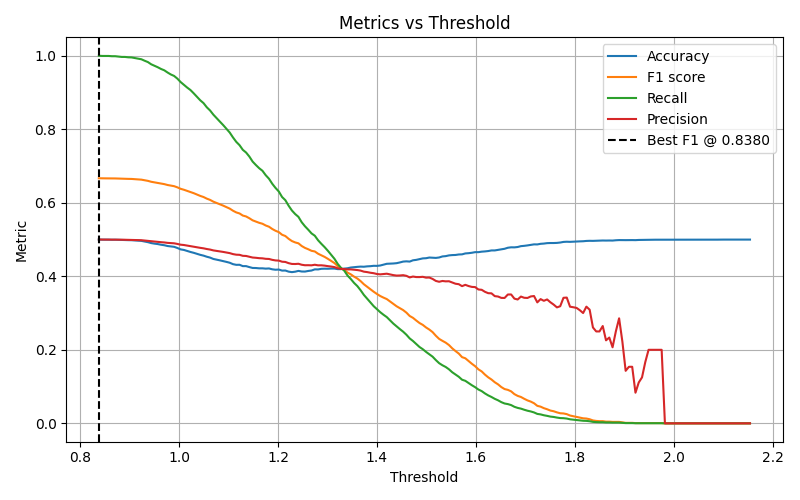 Metrics vs Threshold
Metric
1.0
0.8
0.6
0.4
0.2
0.0
Accuracy
F1 score
Recall
Precision
Best F1 @ 0.8380
0.8 1.0 1.2 1.4 1.6 1.8 2.0 2.2
Threshold